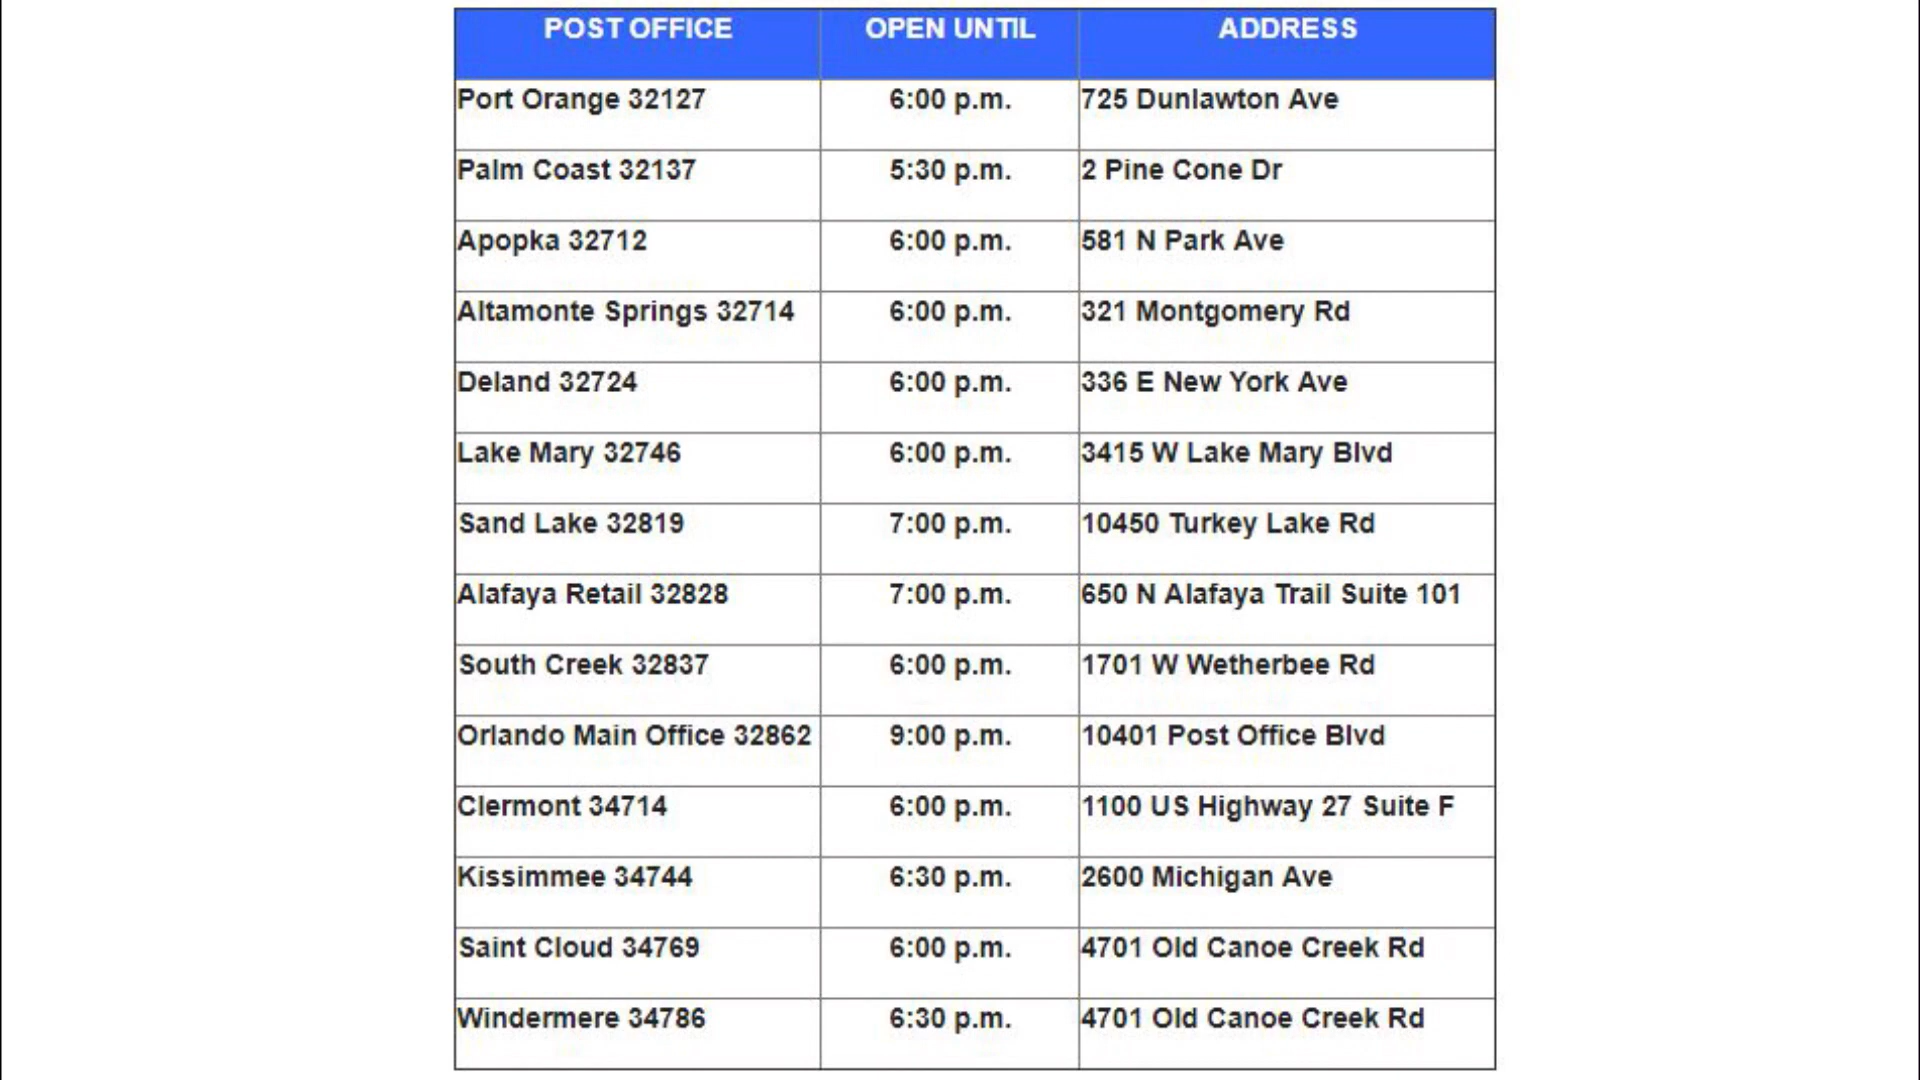 POST OFFICE OPEN UNTIL ADDRESS
Port Orange 32127 6:00 p.m. 725 Dunlawton Ave
Palm Coast 32137 5:30 p.m. 2 Pine Cone Dr
Apopka 32712 6:00 p.m. 581 N Park Ave
Altamonte Springs 32714 6:00 p.m. 321 Montgomery Rd
Deland 32724 6:00 p.m. 336 E New York Ave
Lake Mary 32746 6:00 p.m. 3415 W Lake Mary Blvd
Sand Lake 32819 7:00 p.m. 10450 Turkey Lake Rd
Alafaya Retail 32828 7:00 p.m. 650 N Alafaya Trail Suite 101
South Creek 32837 6:00 p.m. 1701 W Wetherbee Rd
Orlando Main Office 32862 9:00 p.m. 10401 Post Office Blvd
Clermont 34714 6:00 p.m. 1100 US Highway 27 Suite F
Kissimmee 34744 6:30 p.m. 2600 Michigan Ave
Saint Cloud 34769 6:00 p.m. 4701 Old Canoe Creek Rd
Windermere 34786 6:30 p.m. 4701 Old Canoe Creek Rd